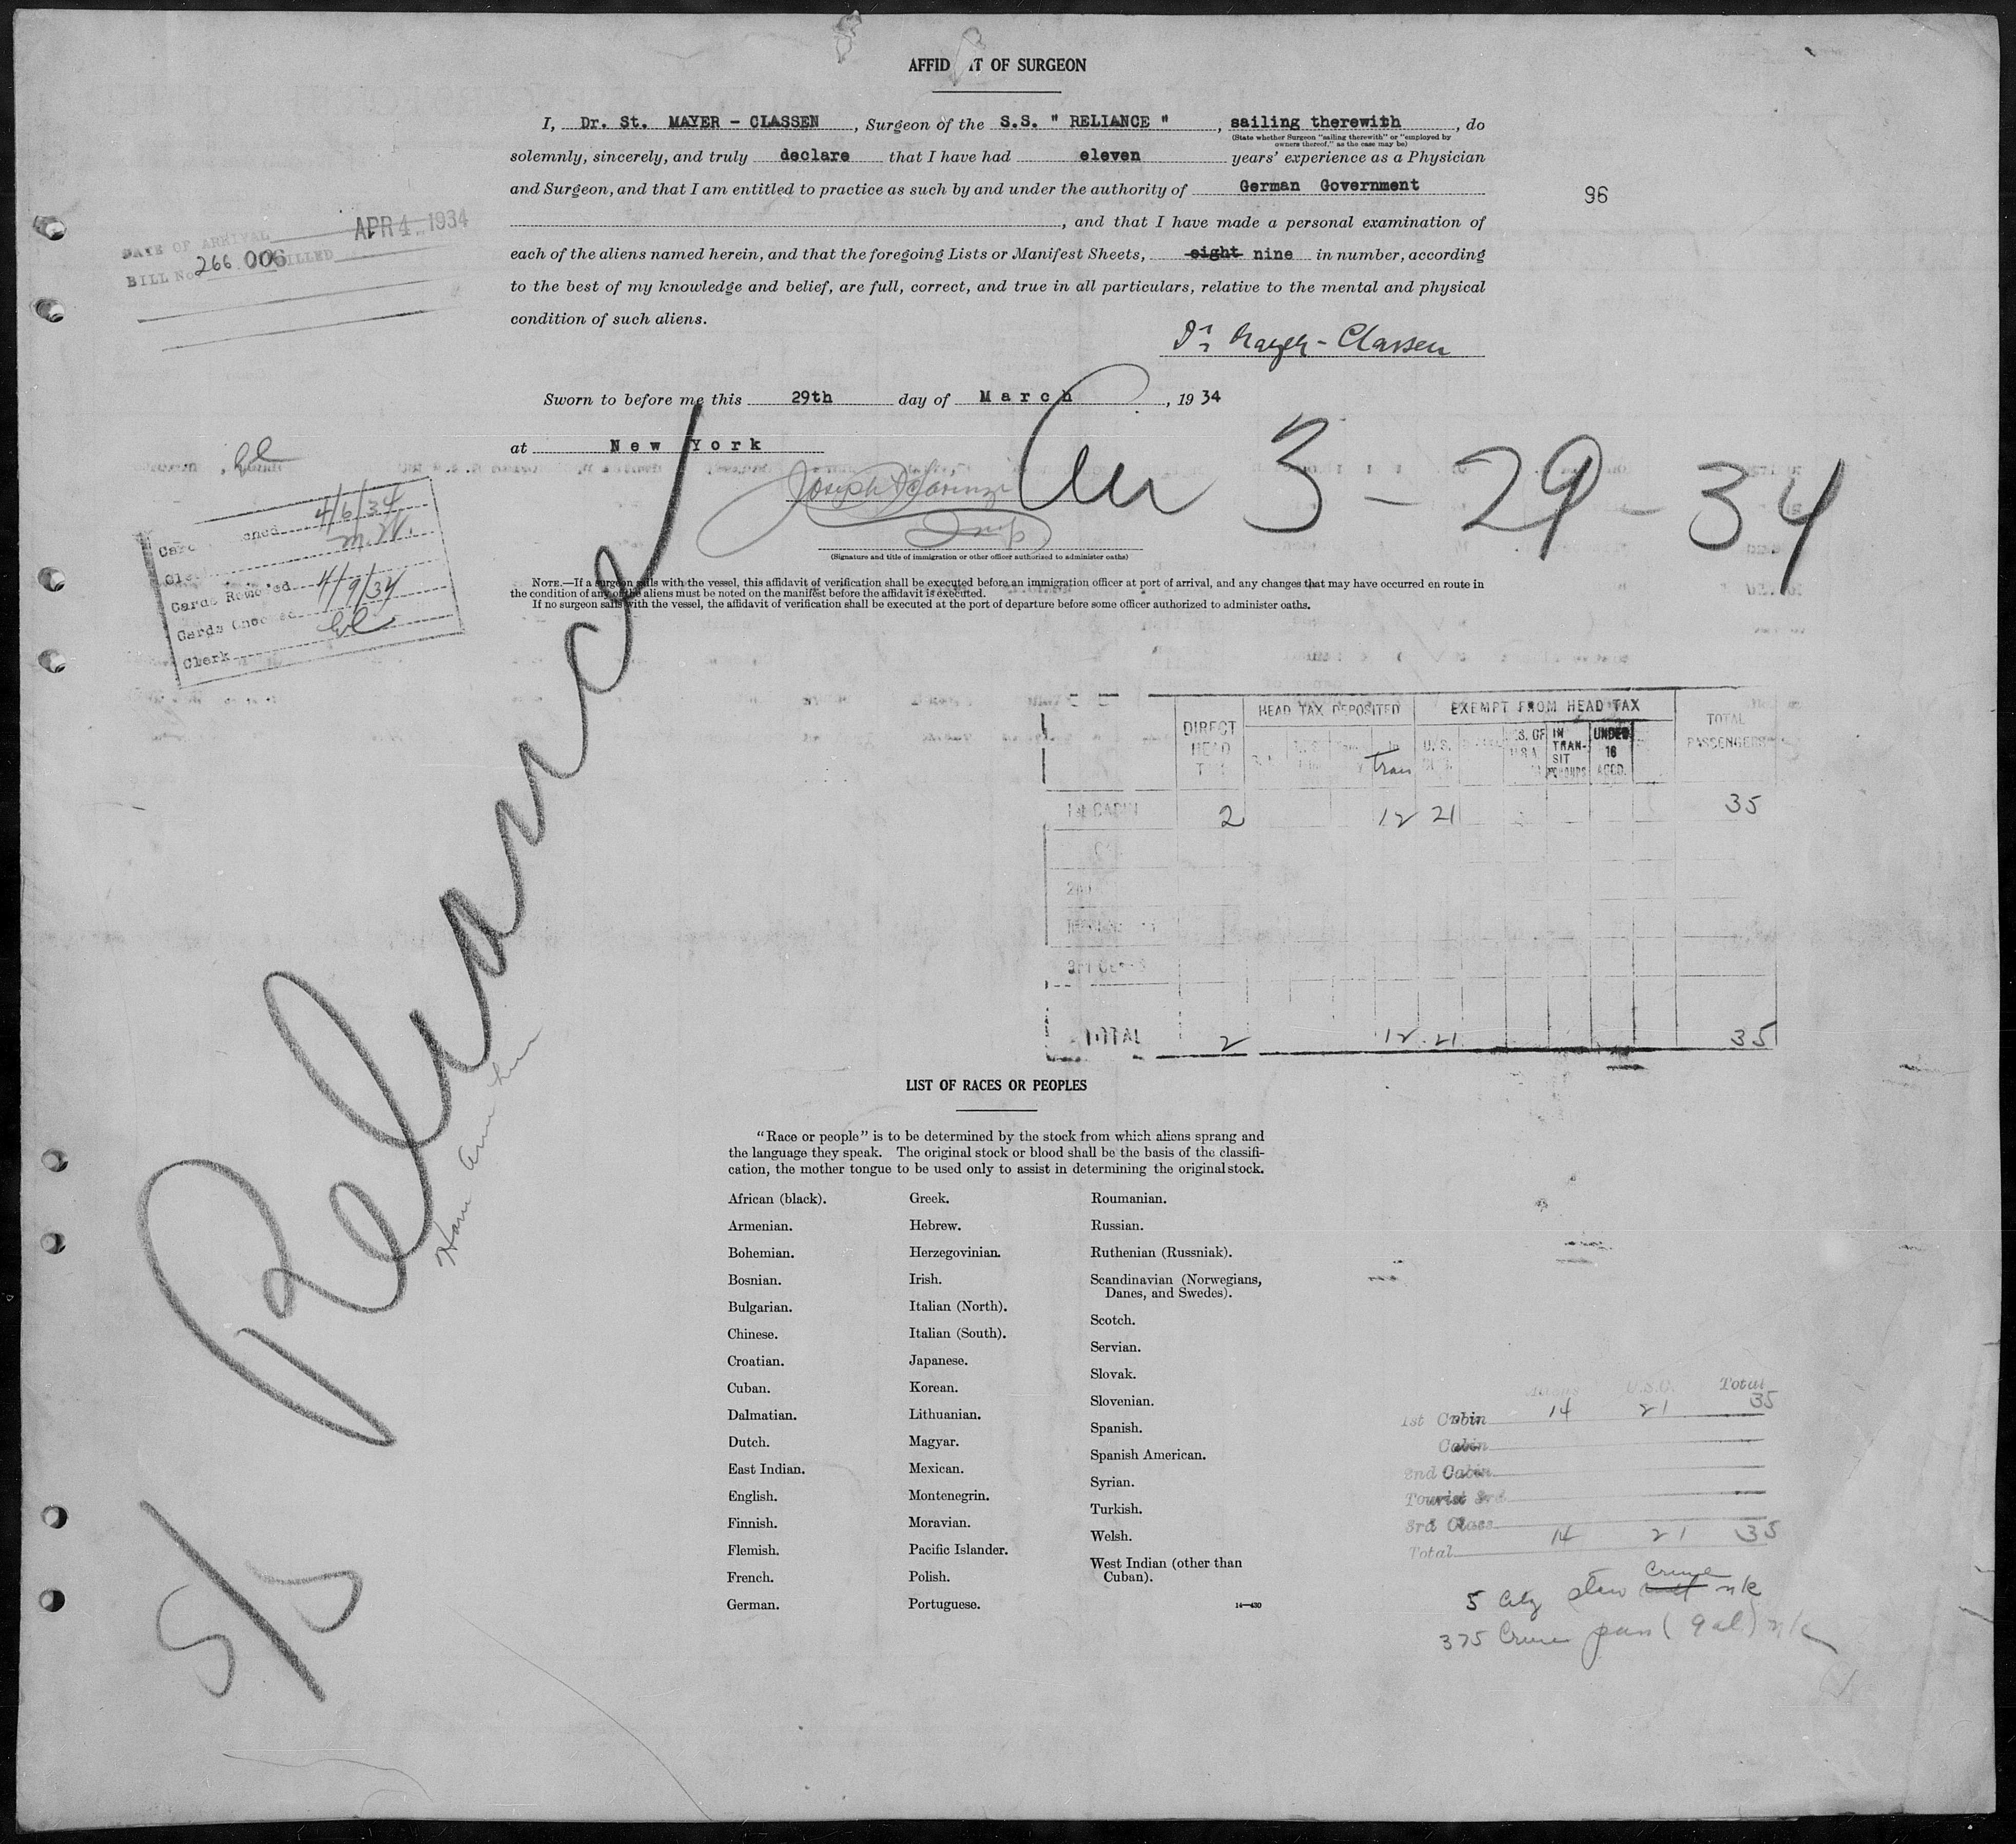 AFFID IT OF SURGEON
I, Dr. St. MAYER - CLASSEN, Surgeon of the S.S. " RELIANCE ", sailing therewith, do
(State whether Surgeon "sailing therewith" or "employed by owners thereof," as the case may be)
solemnly, sincerely, and truly declare that I have had eleven years' experience as a Physician
and Surgeon, and that I am entitled to practice as such by and under the authority of German Government
, and that I have made a personal examination of
each of the aliens named herein, and that the foregoing Lists or Manifest Sheets, eight nine in number, according
to the best of my knowledge and belief, are full, correct, and true in all particulars, relative to the mental and physical
condition of such aliens.
Dr Mayer-Classen
96
DATE OF ARRIVAL APR 4 1934
BILL No 266 006 BILLED
Sworn to before me this 29th day of March, 1934
at New York
3-29-34
Joseph
Insp
(Signature and title of immigration or other officer authorized to administer oaths)
4/6/34
M.W.
Cards Removed 4/9/34
Cards Checked
Clerk
NOTE.—If a surgeon sails with the vessel, this affidavit of verification shall be executed before an immigration officer at port of arrival, and any changes that may have occurred en route in
the condition of any of the aliens must be noted on the manifest before the affidavit is executed.
If no surgeon sails with the vessel, the affidavit of verification shall be executed at the port of departure before some officer authorized to administer oaths.
Reliance
S/S
DIRECT HEAD TAX HEAD TAX DEPOSITED EXEMPT FROM HEAD TAX TOTAL PASSENGERS
tran U.S. IN TRANSIT UNDER 16 ACCD.
1st CABIN 2 12 21 35
2nd
3rd CLASS
TOTAL 2 12 21 35
LIST OF RACES OR PEOPLES
"Race or people" is to be determined by the stock from which aliens sprang and
the language they speak. The original stock or blood shall be the basis of the classifi-
cation, the mother tongue to be used only to assist in determining the original stock.
African (black).
Armenian.
Bohemian.
Bosnian.
Bulgarian.
Chinese.
Croatian.
Cuban.
Dalmatian.
Dutch.
East Indian.
English.
Finnish.
Flemish.
French.
German.
Greek.
Hebrew.
Herzegovinian.
Irish.
Italian (North).
Italian (South).
Japanese.
Korean.
Lithuanian.
Magyar.
Mexican.
Montenegrin.
Moravian.
Pacific Islander.
Polish.
Portuguese.
Roumanian.
Russian.
Ruthenian (Russniak).
Scandinavian (Norwegians,
Danes, and Swedes).
Scotch.
Servian.
Slovak.
Slovenian.
Spanish.
Spanish American.
Syrian.
Turkish.
Welsh.
West Indian (other than
Cuban).
14—430
Aliens U.S.C. Total
1st Cabin 14 21 35
Cabin
2nd Cabin
Tourist 3rd
3rd Class
Total 14 21 35